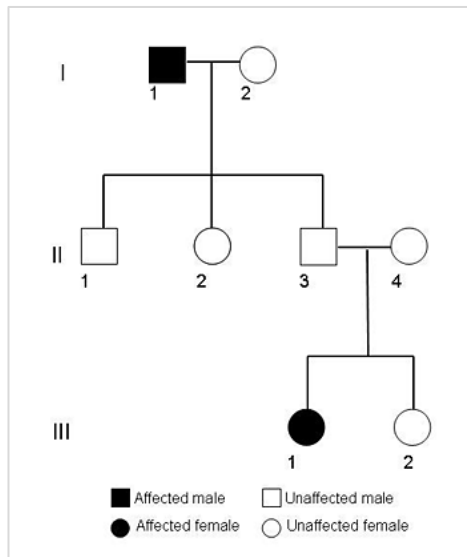 I
1 2
II
1 2 3 4
III
1 2
Affected male Unaffected male
Affected female Unaffected female